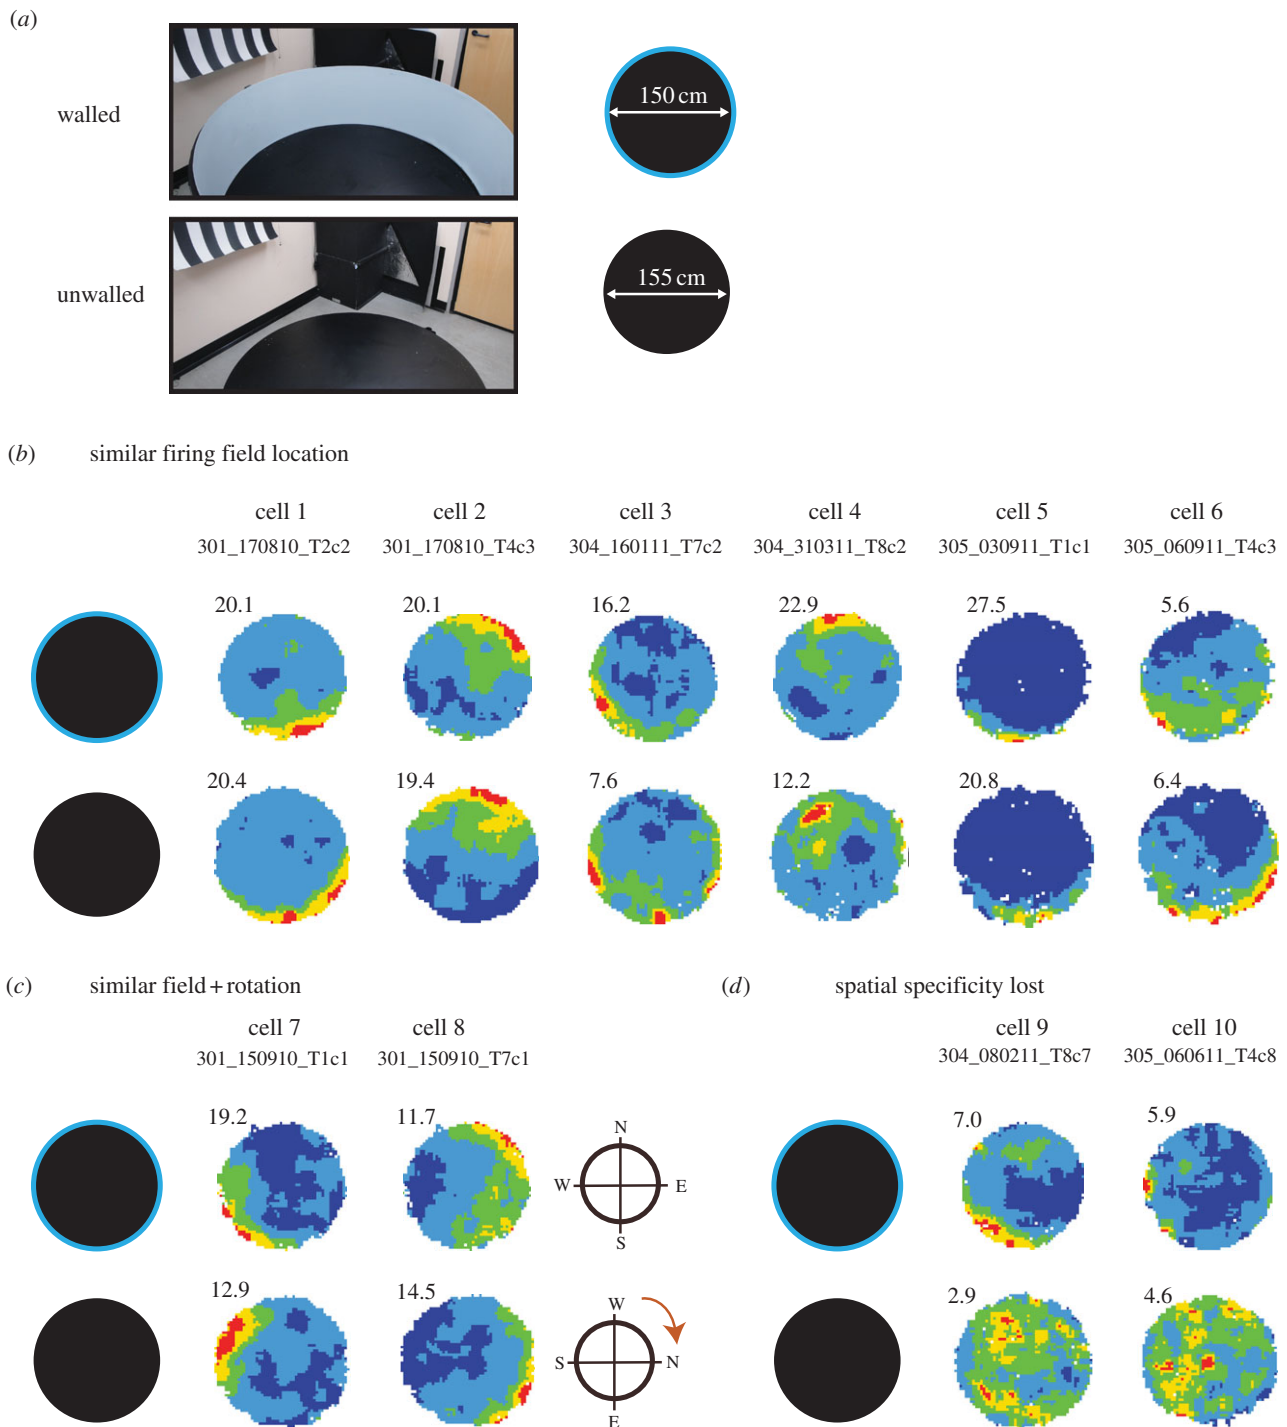 (a)
walled
150 cm
unwalled
155 cm
(b) similar firing field location
cell 1 cell 2 cell 3 cell 4 cell 5 cell 6
301_170810_T2c2 301_170810_T4c3 304_160111_T7c2 304_310311_T8c2 305_030911_T1c1 305_060911_T4c3
20.1 20.1 16.2 22.9 27.5 5.6
20.4 19.4 7.6 12.2 20.8 6.4
(c) similar field + rotation (d) spatial specificity lost
cell 7 cell 8 cell 9 cell 10
301_150910_T1c1 301_150910_T7c1 304_080211_T8c7 305_060611_T4c8
19.2 11.7 7.0 5.9
N
W E
S
12.9 14.5 2.9 4.6
W
S N
E